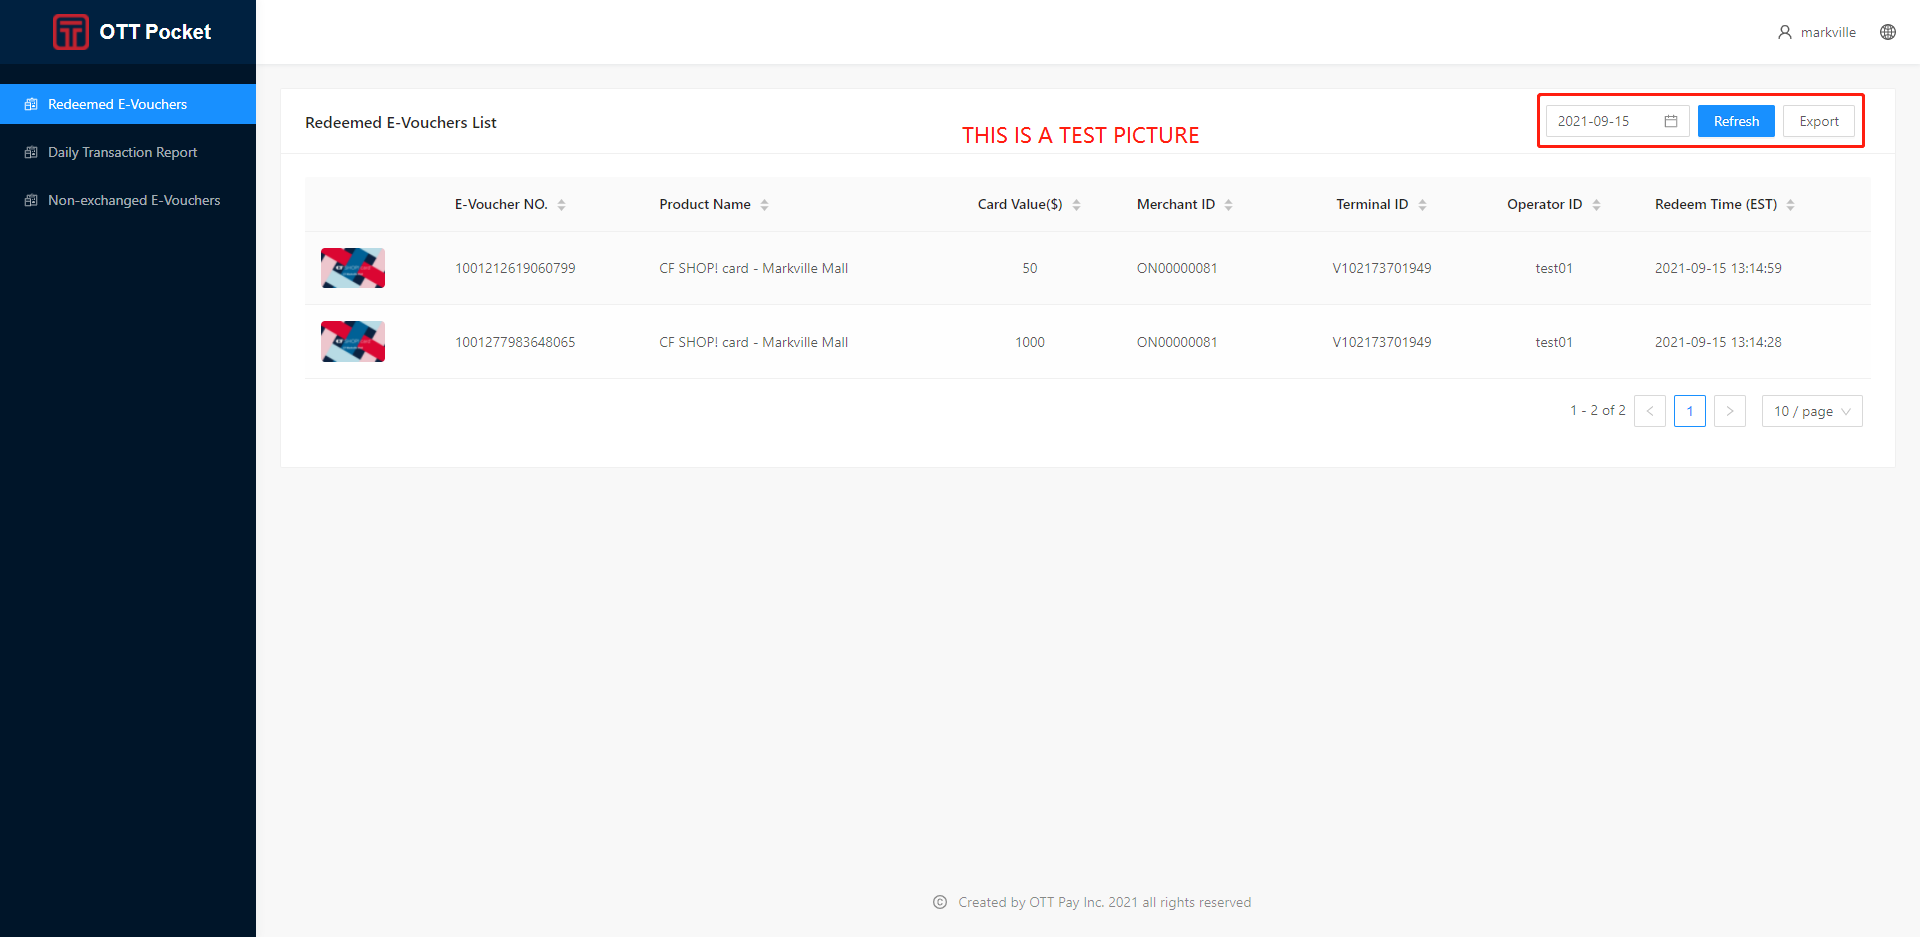 OTT Pocket
markville
Redeemed E-Vouchers
Daily Transaction Report
Non-exchanged E-Vouchers
Redeemed E-Vouchers List
THIS IS A TEST PICTURE
2021-09-15 Refresh Export
E-Voucher NO. Product Name Card Value($) Merchant ID Terminal ID Operator ID Redeem Time (EST)
1001212619060799 CF SHOP! card - Markville Mall 50 ON00000081 V102173701949 test01 2021-09-15 13:14:59
1001277983648065 CF SHOP! card - Markville Mall 1000 ON00000081 V102173701949 test01 2021-09-15 13:14:28
1 - 2 of 2 < 1 > 10 / page
© Created by OTT Pay Inc. 2021 all rights reserved